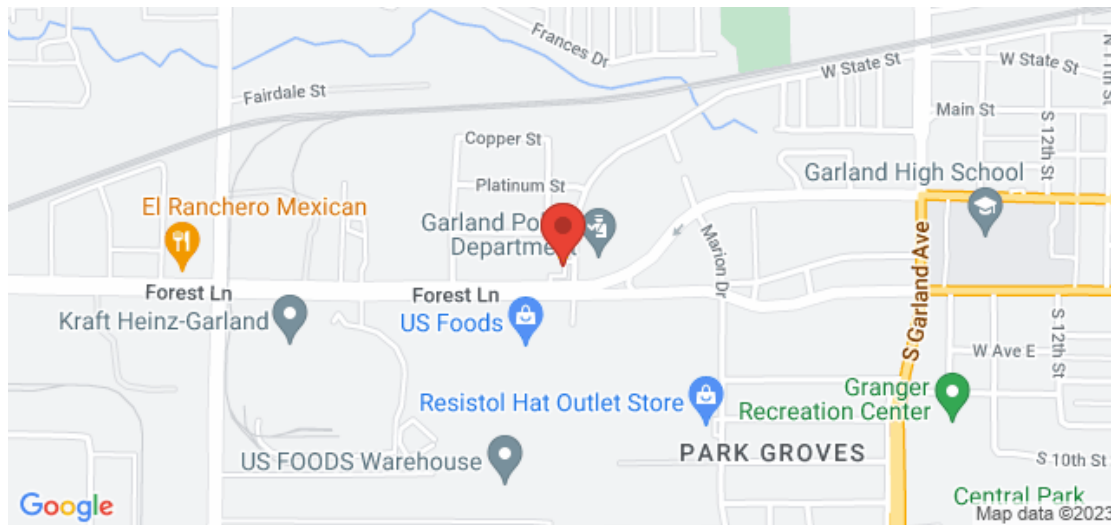 Frances Dr
W State St
W State St
N 11th St
Fairdale St
Main St
S 12th St
Copper St
Garland High School
Platinum St
El Ranchero Mexican
Garland Po
Department
Marion Dr
S Garland Ave
Forest Ln
Forest Ln
Kraft Heinz-Garland
US Foods
S 12th St
W Ave E
Granger
Recreation Center
Resistol Hat Outlet Store
PARK GROVES
US FOODS Warehouse
S 10th St
Central Park
Google
Map data ©2023